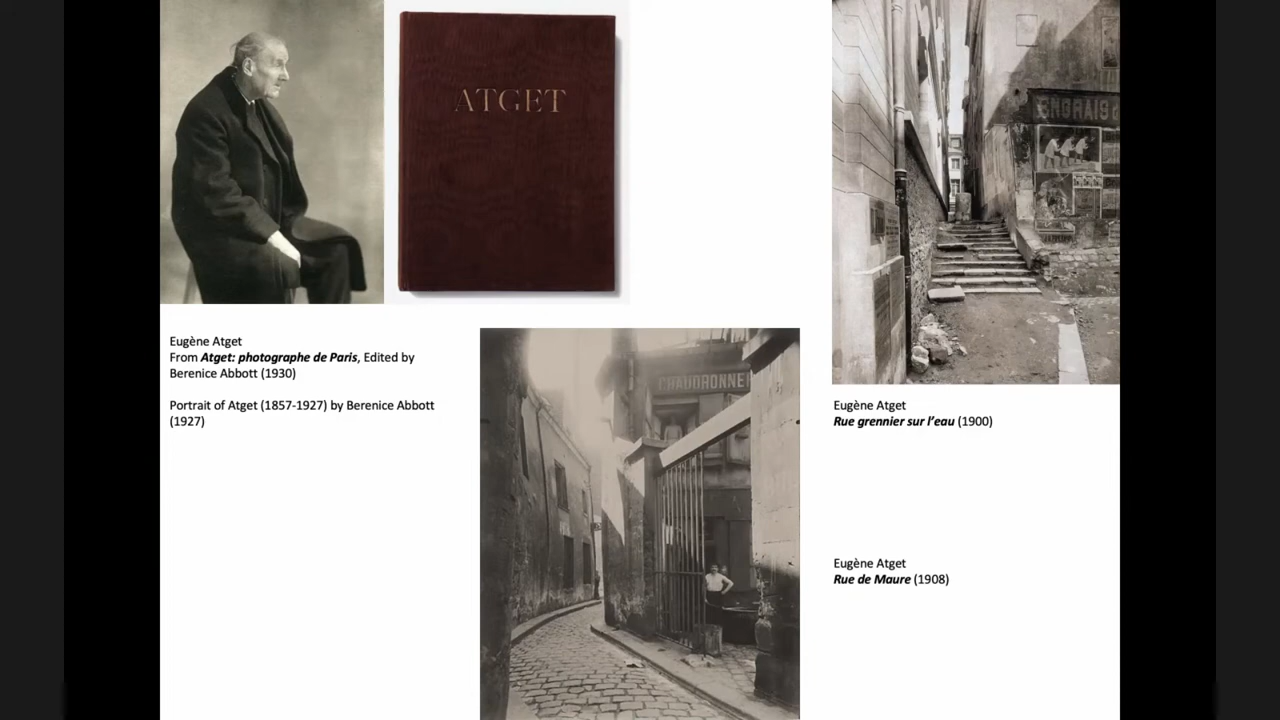 ATGET
ENGRAIS
Eugène Atget
From Atget: photographe de Paris, Edited by
Berenice Abbott (1930)
Portrait of Atget (1857-1927) by Berenice Abbott
(1927)
CHAUDRONNE
Eugène Atget
Rue grennier sur l’eau (1900)
Eugène Atget
Rue de Maure (1908)